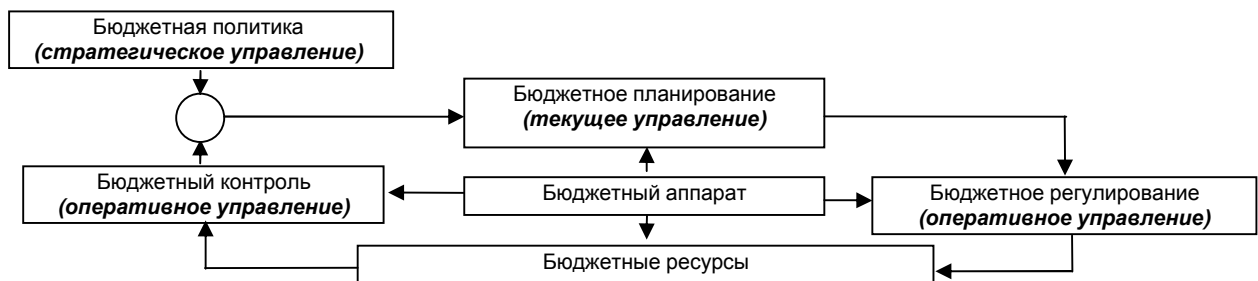 Бюджетная политика
(стратегическое управление)
Бюджетное планирование
(текущее управление)
Бюджетный контроль
(оперативное управление)
Бюджетный аппарат
Бюджетное регулирование
(оперативное управление)
Бюджетные ресурсы